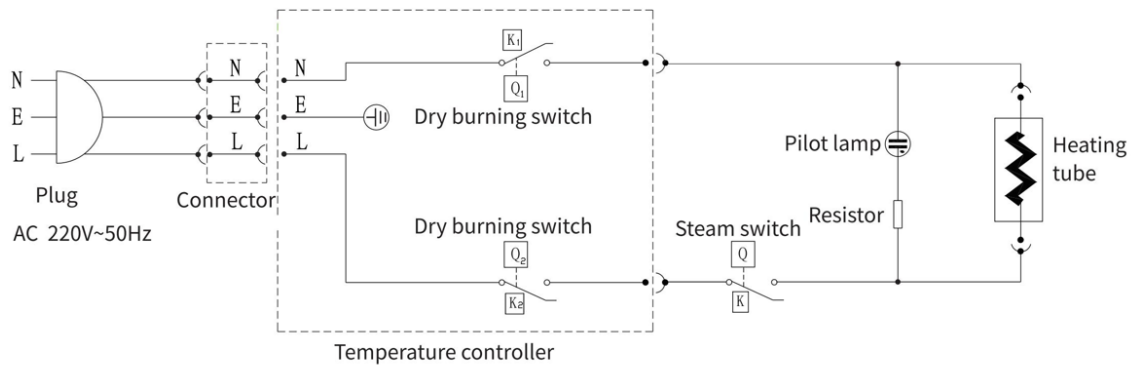 K1
Q1
Dry burning switch
N
N
N
E
E
E
L
L
L
Plug
AC 220V~50Hz
Connector
Dry burning switch
Q2
K2
Steam switch
Q
K
Pilot lamp
Resistor
Heating
tube
Temperature controller